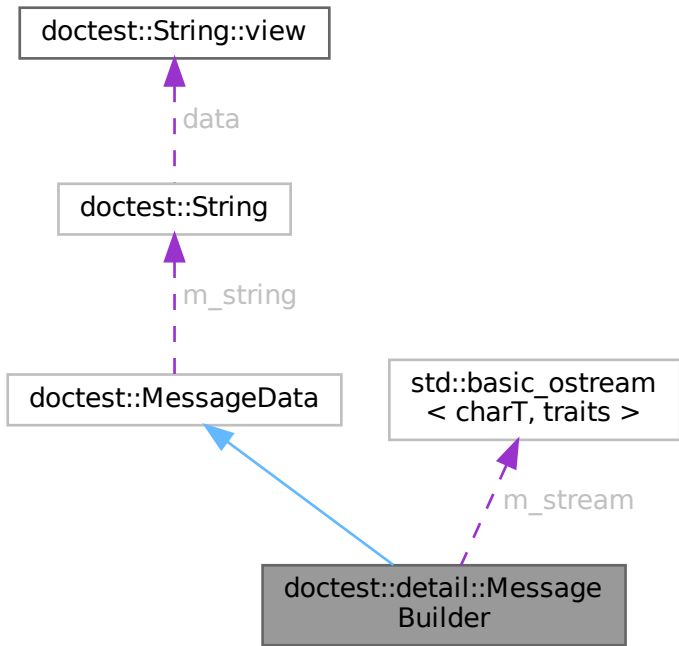 doctest::String::view
data
doctest::String
m_string
doctest::MessageData
std::basic_ostream
< charT, traits >
m_stream
doctest::detail::Message
Builder